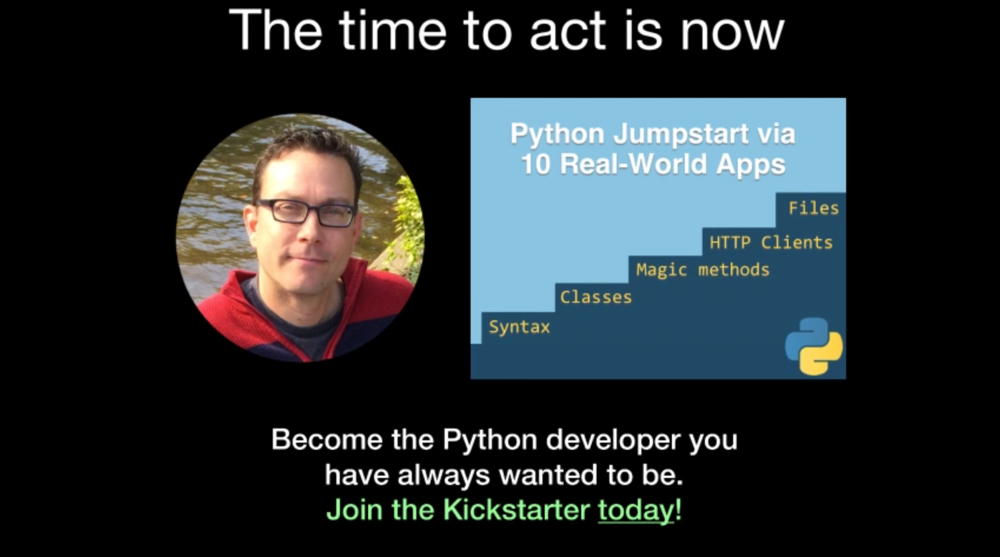 The time to act is now
Python Jumpstart via
10 Real-World Apps
Files
HTTP Clients
Magic methods
Classes
Syntax
Become the Python developer you
have always wanted to be.
Join the Kickstarter today!